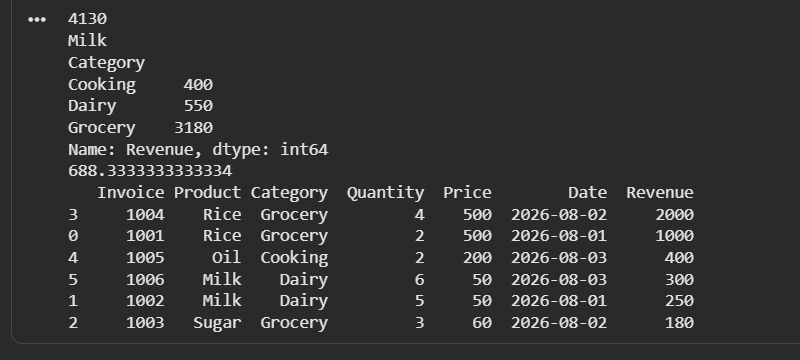 4130
Milk
Category
Cooking     400
Dairy       550
Grocery    3180
Name: Revenue, dtype: int64
688.3333333333334
   Invoice Product Category  Quantity  Price        Date  Revenue
3     1004    Rice  Grocery         4    500  2026-08-02     2000
0     1001    Rice  Grocery         2    500  2026-08-01     1000
4     1005     Oil  Cooking         2    200  2026-08-03      400
5     1006    Milk    Dairy         6     50  2026-08-03      300
1     1002    Milk    Dairy         5     50  2026-08-01      250
2     1003   Sugar  Grocery         3     60  2026-08-02      180